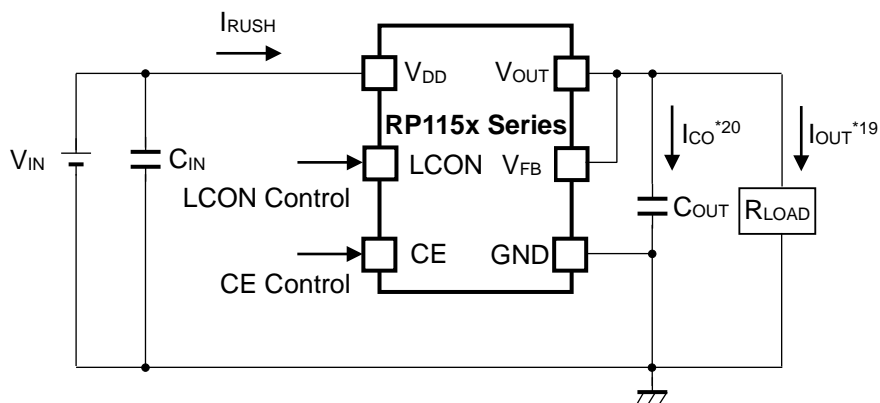 IRUSH
VDD
VOUT
RP115x Series
ICO*20
IOUT*19
VIN
CIN
LCON
VFB
LCON Control
COUT
RLOAD
CE
GND
CE Control